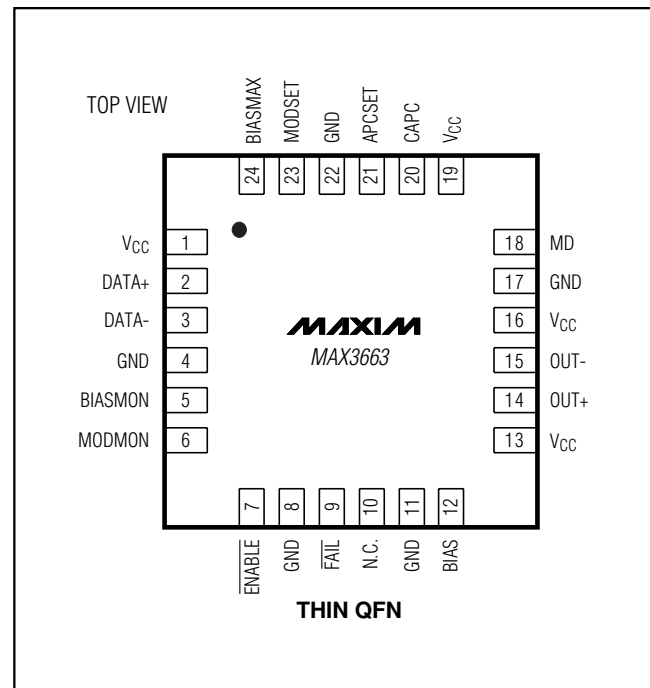 TOP VIEW
BIASMAX
MODSET
GND
APCSET
CAPC
VCC
24
23
22
21
20
19
VCC 1
DATA+ 2
DATA- 3
GND 4
BIASMON 5
MODMON 6
18 MD
17 GND
16 VCC
15 OUT-
14 OUT+
13 VCC
MAXIM
MAX3663
7
8
9
10
11
12
ENABLE
GND
FAIL
N.C.
GND
BIAS
THIN QFN